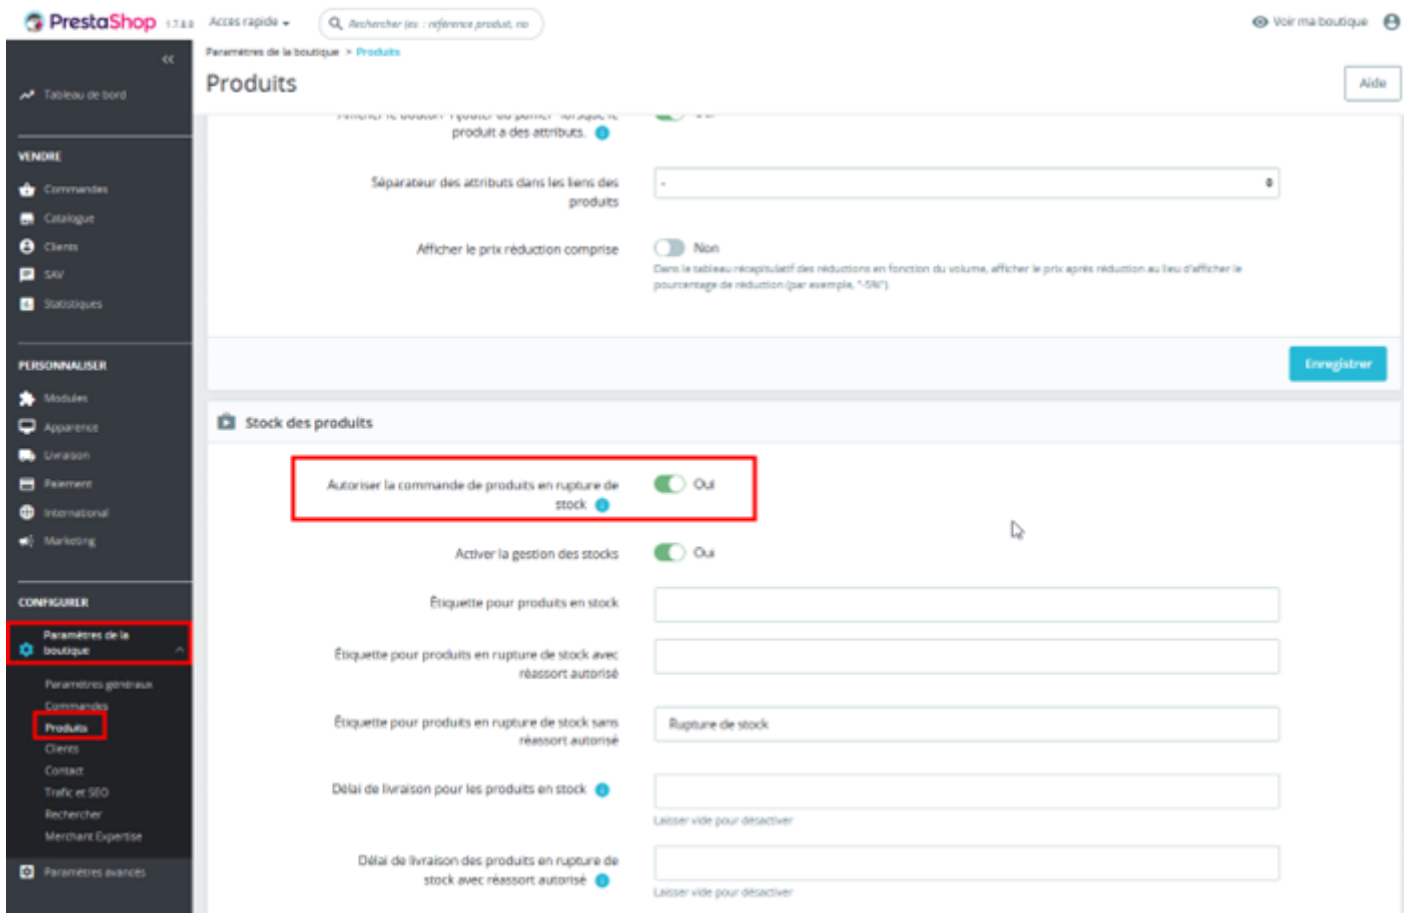 PrestaShop 1.7.8.8 Accès rapide Rechercher (ex. : référence produit, no Voir ma boutique
Paramètres de la boutique > Produits
Produits
Aide
Tableau de bord
VENDRE
Commandes
Catalogue
Clients
SAV
Statistiques
PERSONNALISER
Modules
Apparence
Livraison
Paiement
International
Marketing
CONFIGURER
Paramètres de la
boutique
Paramètres généraux
Commandes
Produits
Clients
Contact
Trafic et SEO
Rechercher
Merchant Expertise
Paramètres avancés
produit a des attributs.
Séparateur des attributs dans les liens des
produits
-
Afficher le prix réduction comprise
Non
Dans le tableau récapitulatif des réductions en fonction du volume, afficher le prix après réduction au lieu d'afficher le
pourcentage de réduction (par exemple, "-5%").
Enregistrer
Stock des produits
Autoriser la commande de produits en rupture de
stock
Oui
Activer la gestion des stocks
Oui
Étiquette pour produits en stock
Étiquette pour produits en rupture de stock avec
réassort autorisé
Étiquette pour produits en rupture de stock sans
réassort autorisé
Rupture de stock
Délai de livraison pour les produits en stock
Laisser vide pour désactiver
Délai de livraison des produits en rupture de
stock avec réassort autorisé
Laisser vide pour désactiver